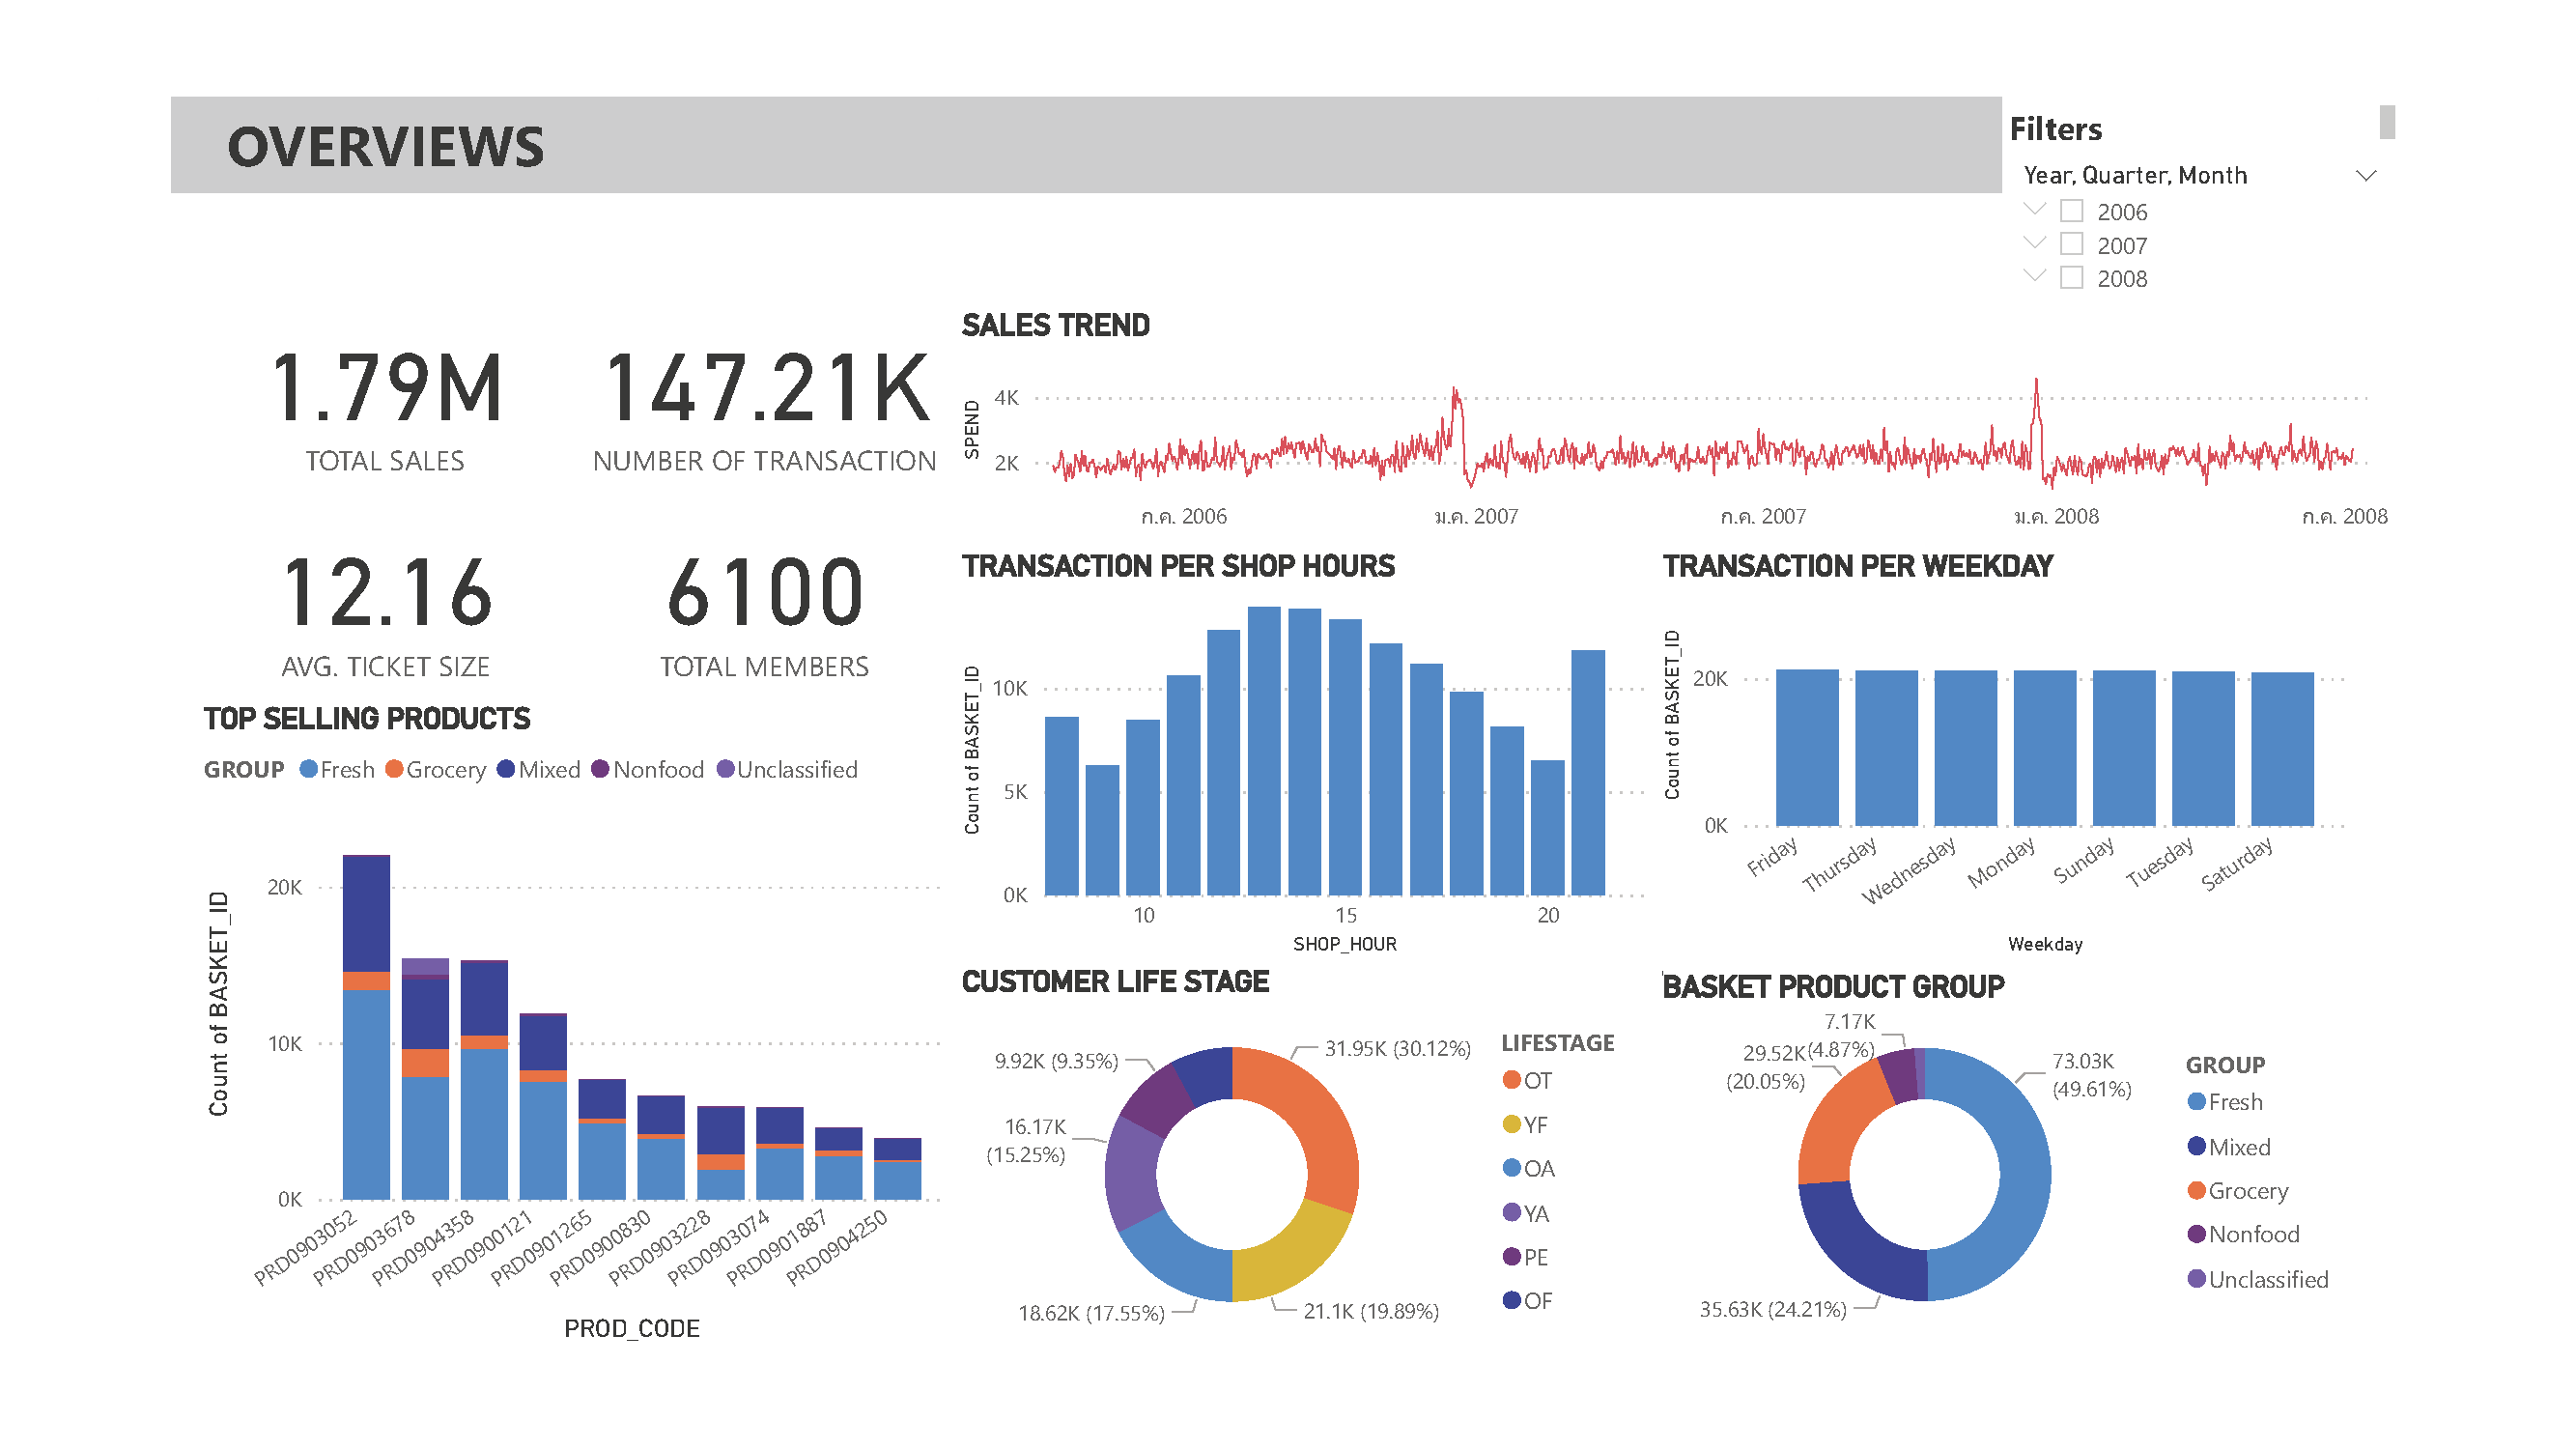 OVERVIEWS
Filters
Year, Quarter, Month
2006
2007
2008
1.79M
TOTAL SALES
147.21K
NUMBER OF TRANSACTION
12.16
AVG. TICKET SIZE
6100
TOTAL MEMBERS
SALES TREND
SPEND
4K
2K
ก.ค. 2006
ม.ค. 2007
ก.ค. 2007
ม.ค. 2008
ก.ค. 2008
TOP SELLING PRODUCTS
GROUP Fresh Grocery Mixed Nonfood Unclassified
Count of BASKET_ID
20K
10K
0K
PRD0903052
PRD0903678
PRD0904358
PRD0900121
PRD0901265
PRD0900830
PRD0903228
PRD0903074
PRD0901887
PRD0904250
PROD_CODE
TRANSACTION PER SHOP HOURS
Count of BASKET_ID
10K
5K
0K
10
15
20
SHOP_HOUR
TRANSACTION PER WEEKDAY
Count of BASKET_ID
20K
0K
Friday
Thursday
Wednesday
Monday
Sunday
Tuesday
Saturday
Weekday
CUSTOMER LIFE STAGE
31.95K (30.12%)
21.1K (19.89%)
18.62K (17.55%)
16.17K
(15.25%)
9.92K (9.35%)
LIFESTAGE
OT
YF
OA
YA
PE
OF
BASKET PRODUCT GROUP
7.17K
(4.87%)
29.52K
(20.05%)
73.03K
(49.61%)
35.63K (24.21%)
GROUP
Fresh
Mixed
Grocery
Nonfood
Unclassified